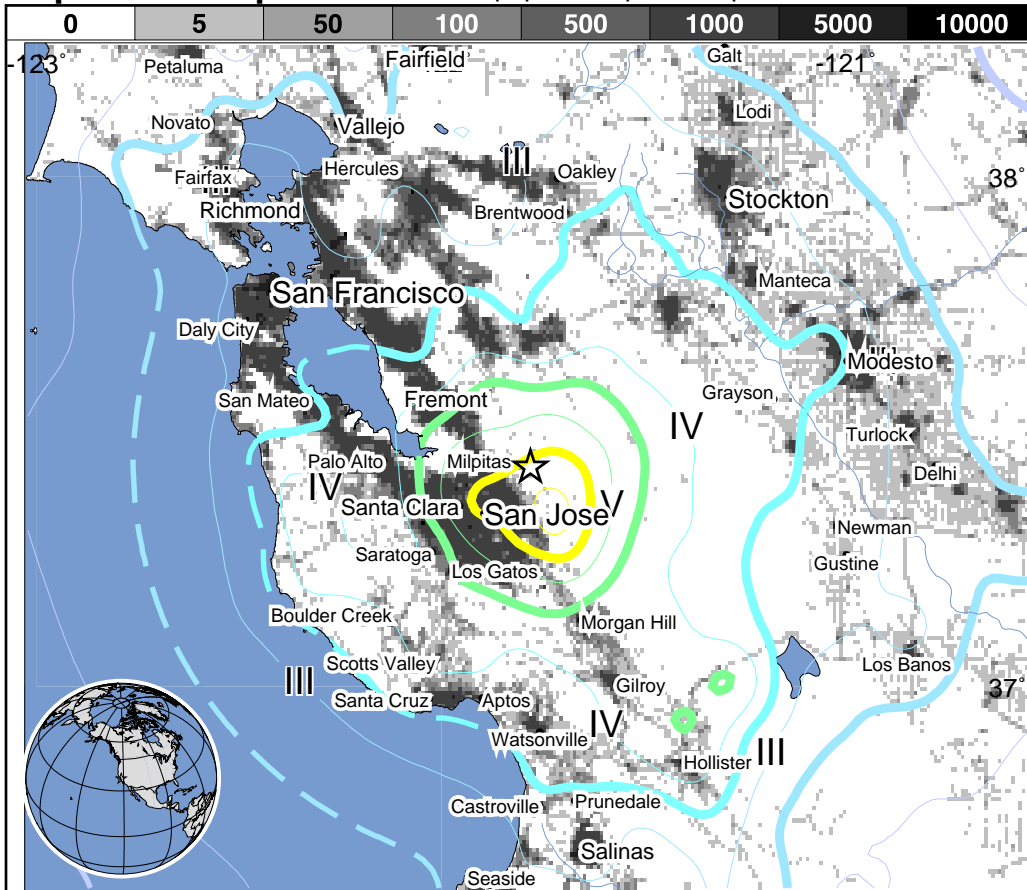 0 5 50 100 500 1000 5000 10000
-123° Petaluma Fairfield Galt -121°
Lodi
Novato Vallejo
III
Fairfax Hercules Oakley 38°
Richmond Brentwood Stockton
Manteca
San Francisco
Daly City
Modesto
San Mateo Fremont Grayson
IV
Turlock
Palo Alto Milpitas Delhi
IV
Santa Clara San Jose V
Newman
Saratoga Los Gatos Gustine
Boulder Creek Morgan Hill
Scotts Valley Los Banos
III
Santa Cruz Aptos Gilroy 37°
IV
Watsonville
Hollister III
Castroville Prunedale
Salinas
Seaside